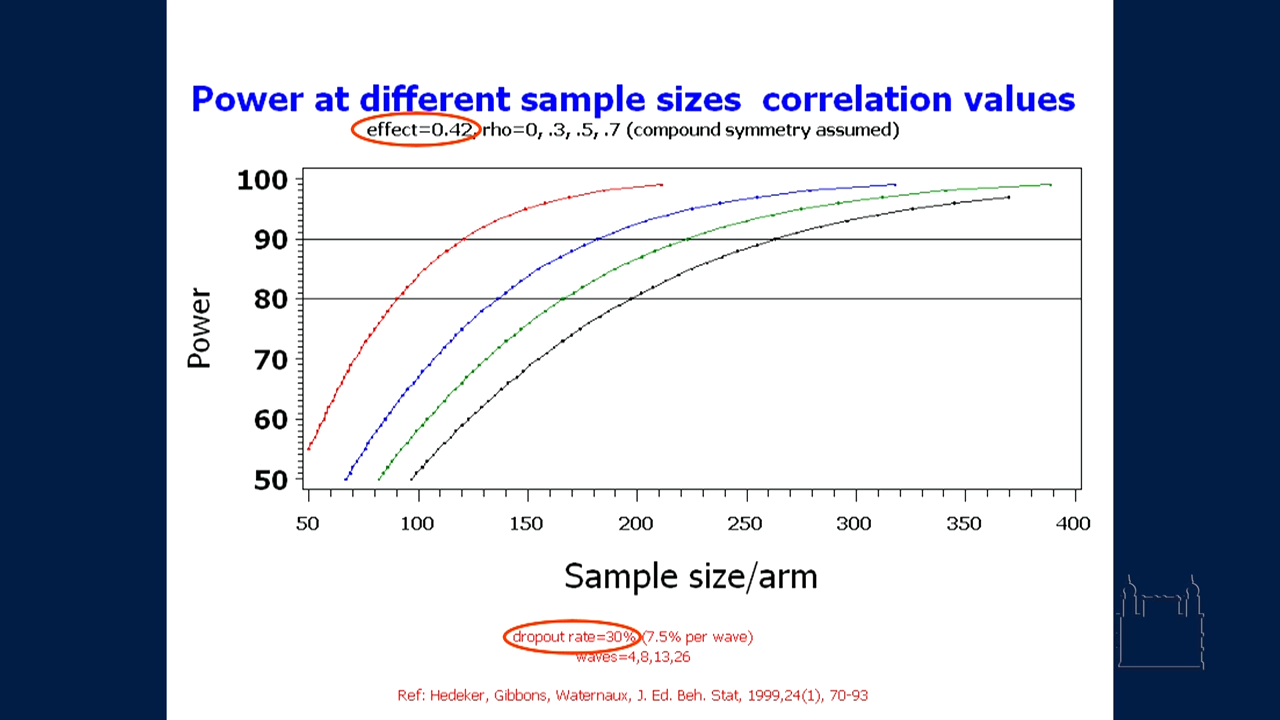 Power at different sample sizes  correlation values
effect=0.42, rho=0, .3, .5, .7 (compound symmetry assumed)
100
90
80
70
60
50
Power
50 100 150 200 250 300 350 400
Sample size/arm
dropout rate=30% (7.5% per wave)
waves=4,8,13,26
Ref: Hedeker, Gibbons, Waternaux, J. Ed. Beh. Stat, 1999,24(1), 70-93